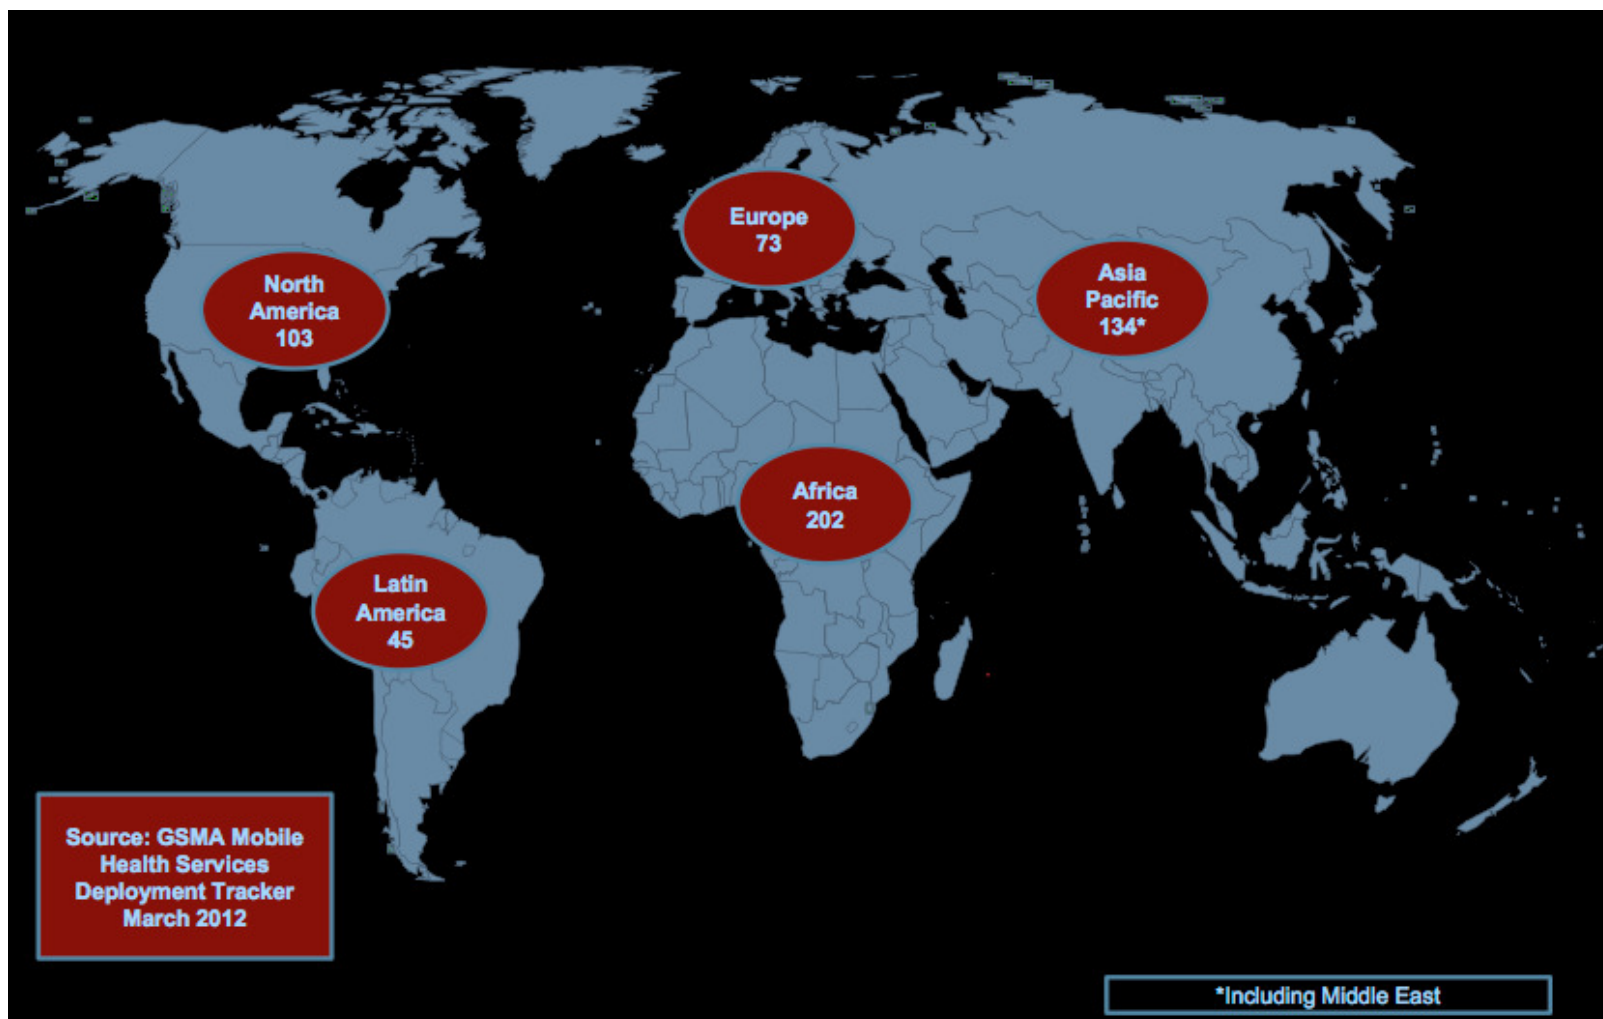 Europe
73
North
America
103
Asia
Pacific
134*
Africa
202
Latin
America
45
Source: GSMA Mobile
Health Services
Deployment Tracker
March 2012
*Including Middle East